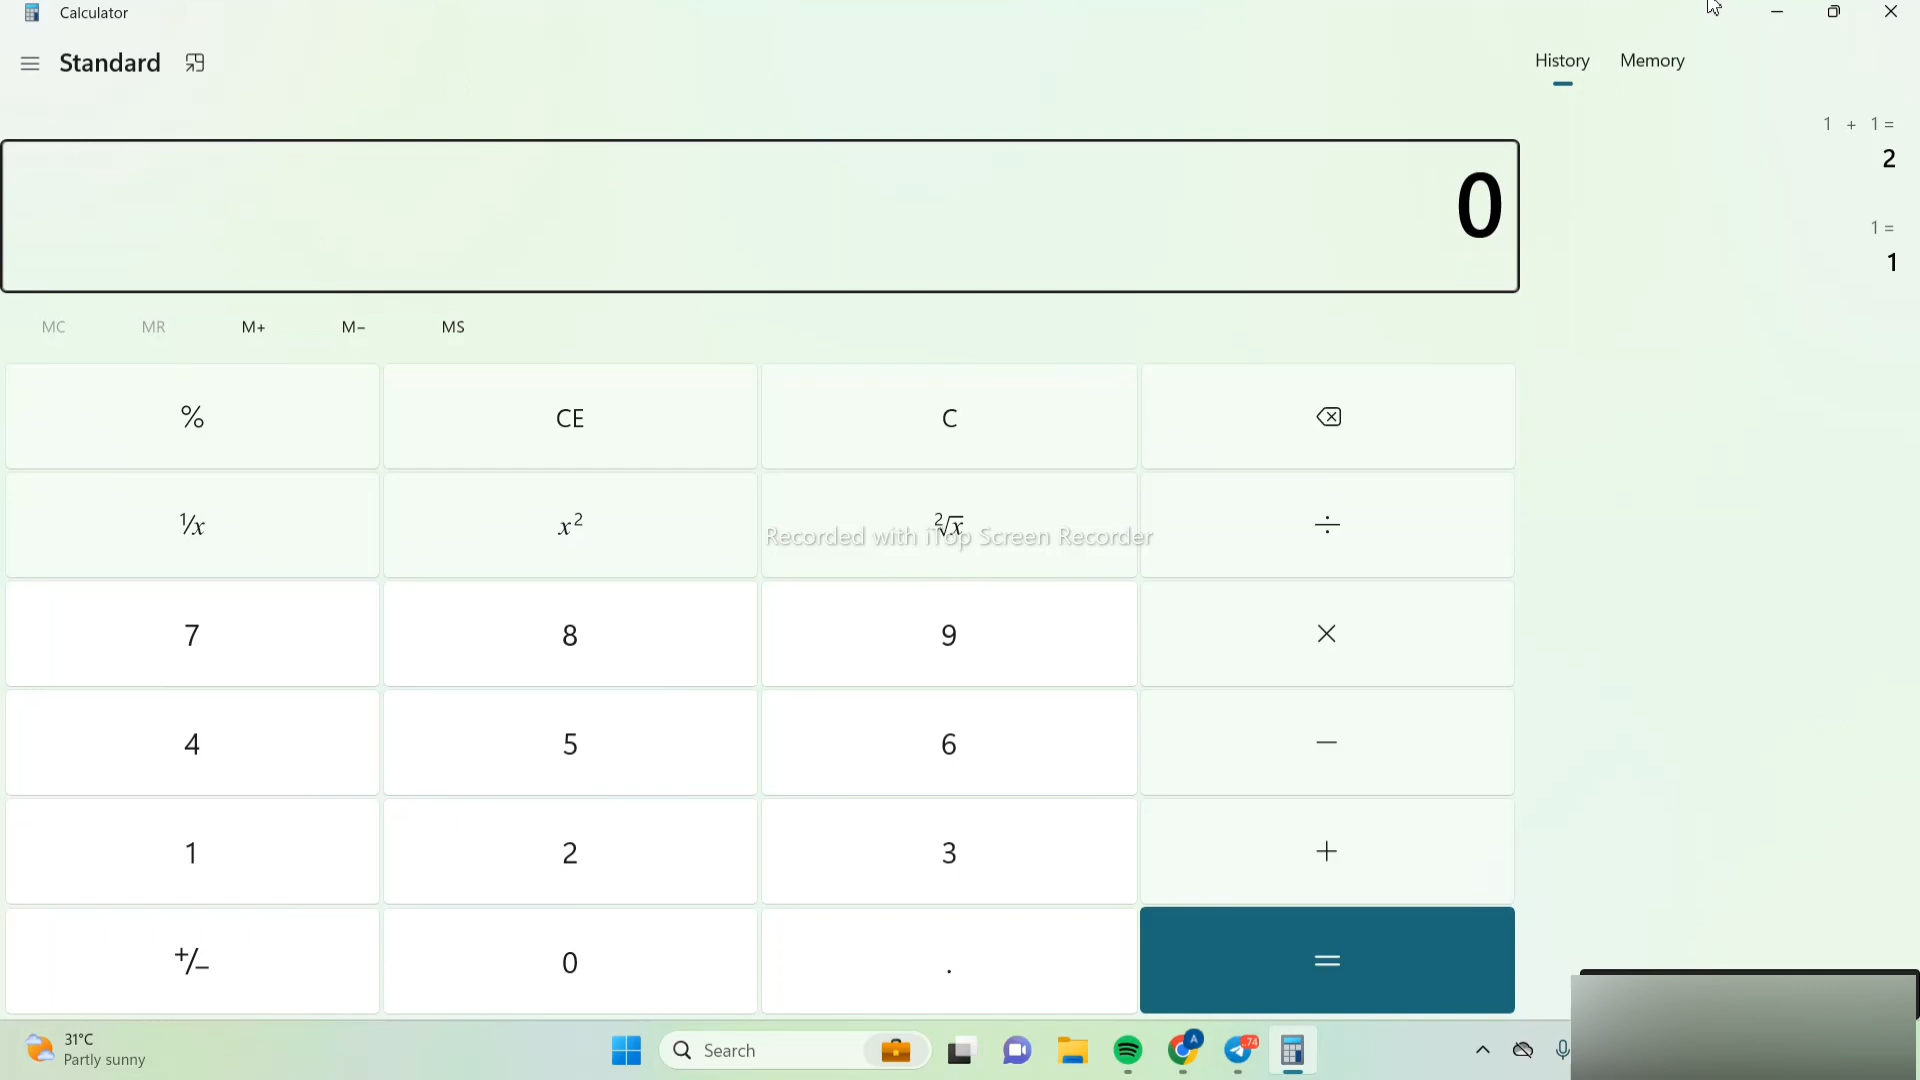 Calculator
Standard
History Memory
1 + 1=
2
0
1=
1
MC MR M+ M− MS
% CE C
⅟x x² ²√x ÷
Recorded with iTop Screen Recorder
7 8 9 ×
4 5 6 −
1 2 3 +
+/− 0 . =
31°C
Partly sunny
Search
A
74